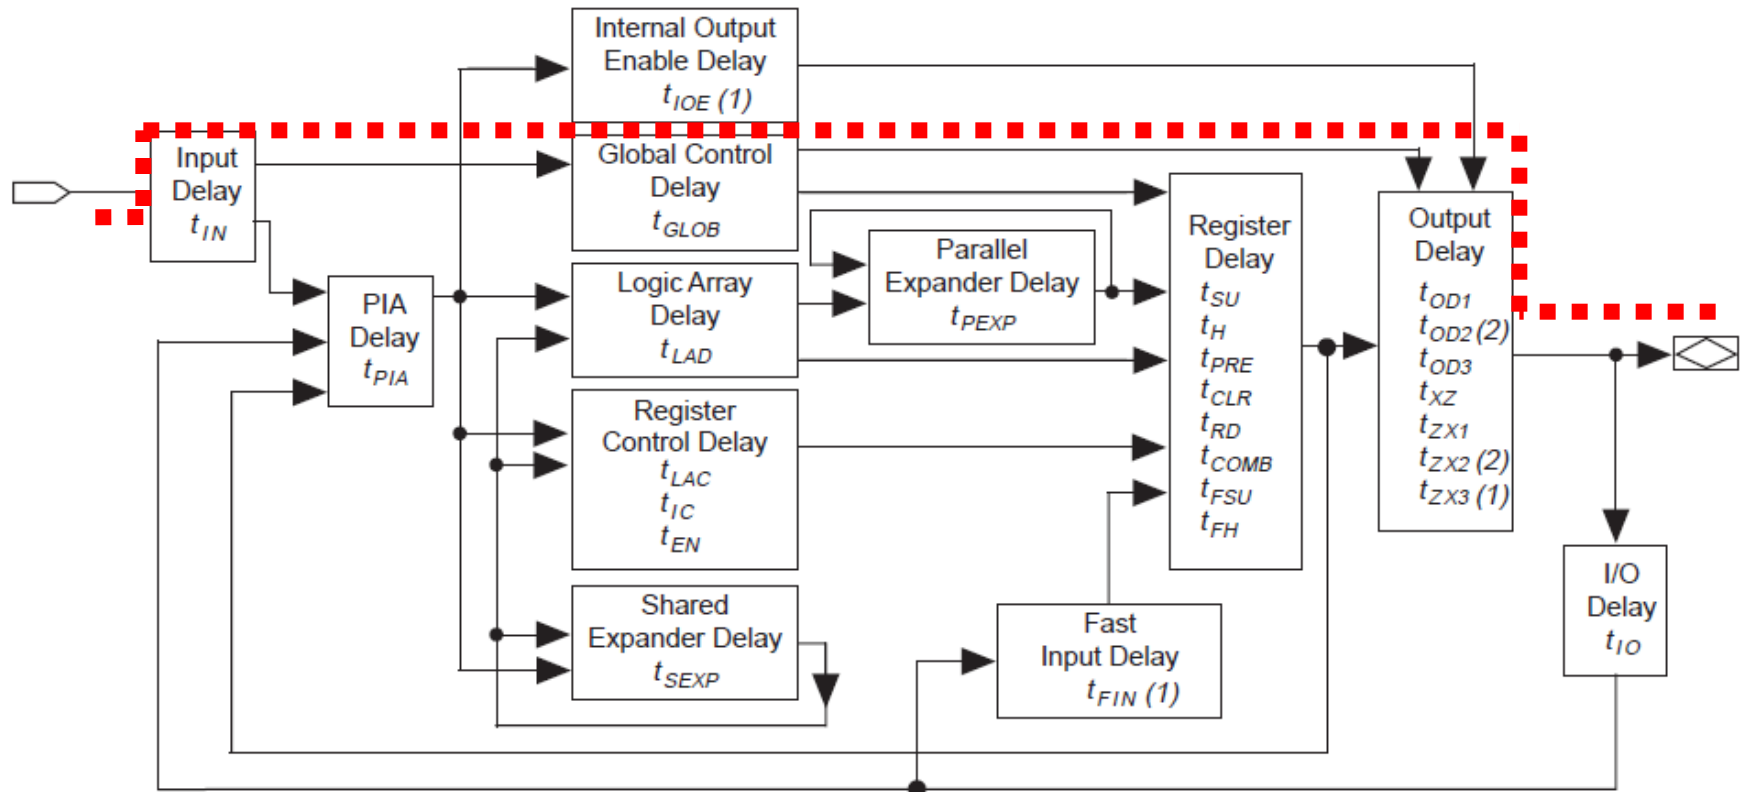 Internal Output
Enable Delay
tIOE (1)
Input
Delay
tIN
Global Control
Delay
tGLOB
PIA
Delay
tPIA
Logic Array
Delay
tLAD
Parallel
Expander Delay
tPEXP
Register
Control Delay
tLAC
tIC
tEN
Shared
Expander Delay
tSEXP
Fast
Input Delay
tFIN (1)
Register
Delay
tSU
tH
tPRE
tCLR
tRD
tCOMB
tFSU
tFH
Output
Delay
tOD1
tOD2 (2)
tOD3
tXZ
tZX1
tZX2 (2)
tZX3 (1)
I/O
Delay
tIO